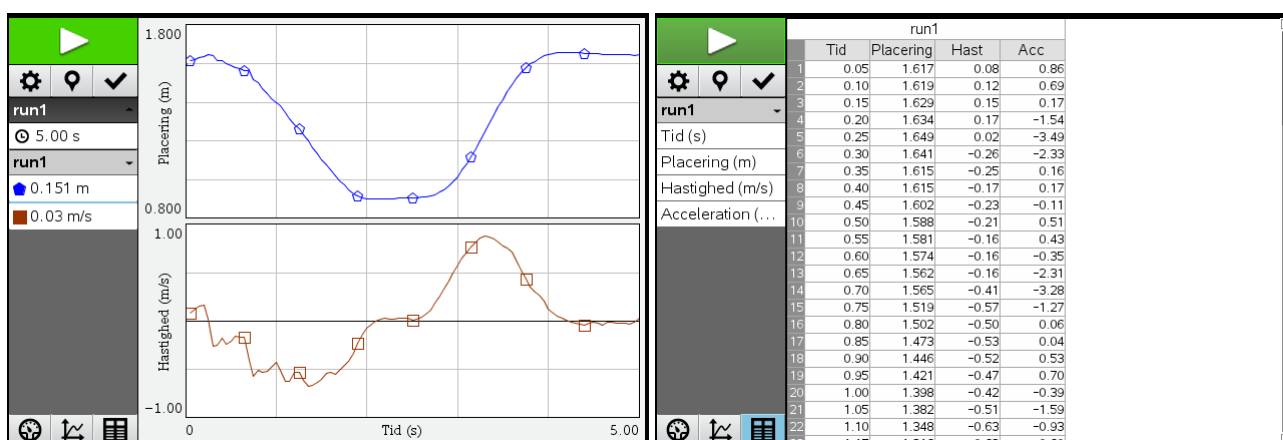 run1
5.00 s
run1
0.151 m
0.03 m/s
1.800
Placering (m)
0.800
1.00
Hastighed (m/s)
−1.00
0
Tid (s)
5.00
run1
Tid (s)
Placering (m)
Hastighed (m/s)
Acceleration (...
run1
Tid Placering Hast Acc
1 0.05 1.617 0.08 0.86
2 0.10 1.619 0.12 0.69
3 0.15 1.629 0.15 0.17
4 0.20 1.634 0.17 −1.54
5 0.25 1.649 0.02 −3.49
6 0.30 1.641 −0.26 −2.33
7 0.35 1.615 −0.25 0.16
8 0.40 1.615 −0.17 0.17
9 0.45 1.602 −0.23 −0.11
10 0.50 1.588 −0.21 0.51
11 0.55 1.581 −0.16 0.43
12 0.60 1.574 −0.16 −0.35
13 0.65 1.562 −0.16 −2.31
14 0.70 1.565 −0.41 −3.28
15 0.75 1.519 −0.57 −1.27
16 0.80 1.502 −0.50 0.06
17 0.85 1.473 −0.53 0.04
18 0.90 1.446 −0.52 0.53
19 0.95 1.421 −0.47 0.70
20 1.00 1.398 −0.42 −0.39
21 1.05 1.382 −0.51 −1.59
22 1.10 1.348 −0.63 −0.93